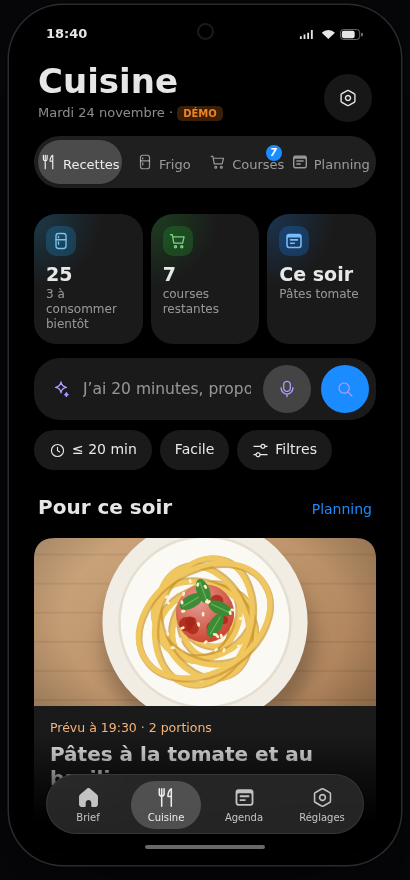 18:40
Cuisine
Mardi 24 novembre · DÉMO
Recettes Frigo Courses 7 Planning
25
3 à
consommer
bientôt
7
courses
restantes
Ce soir
Pâtes tomate
J’ai 20 minutes, propo
≤ 20 min Facile Filtres
Pour ce soir Planning
Prévu à 19:30 · 2 portions
Pâtes à la tomate et au
Brief Cuisine Agenda Réglages